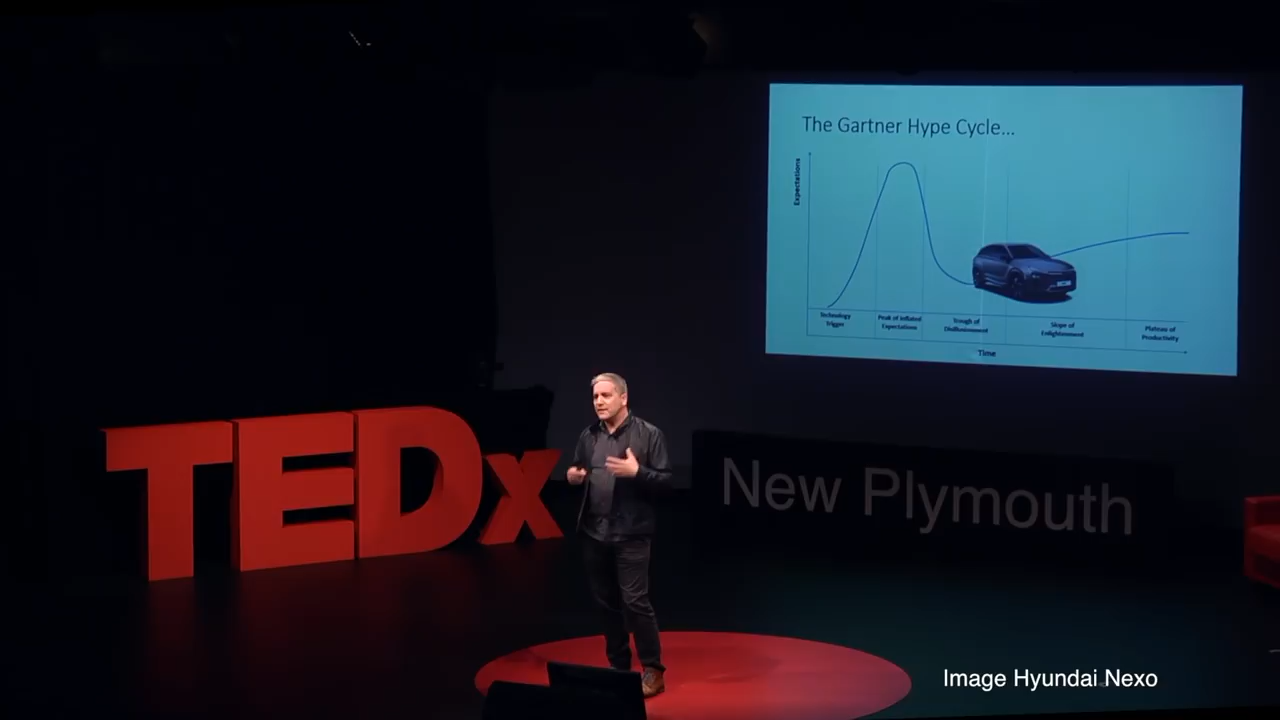 The Gartner Hype Cycle...
Expectations
Technology
Trigger
Peak of Inflated
Expectations
Trough of
Disillusionment
Slope of
Enlightenment
Plateau of
Productivity
Time
TEDx
New Plymouth
Image Hyundai Nexo